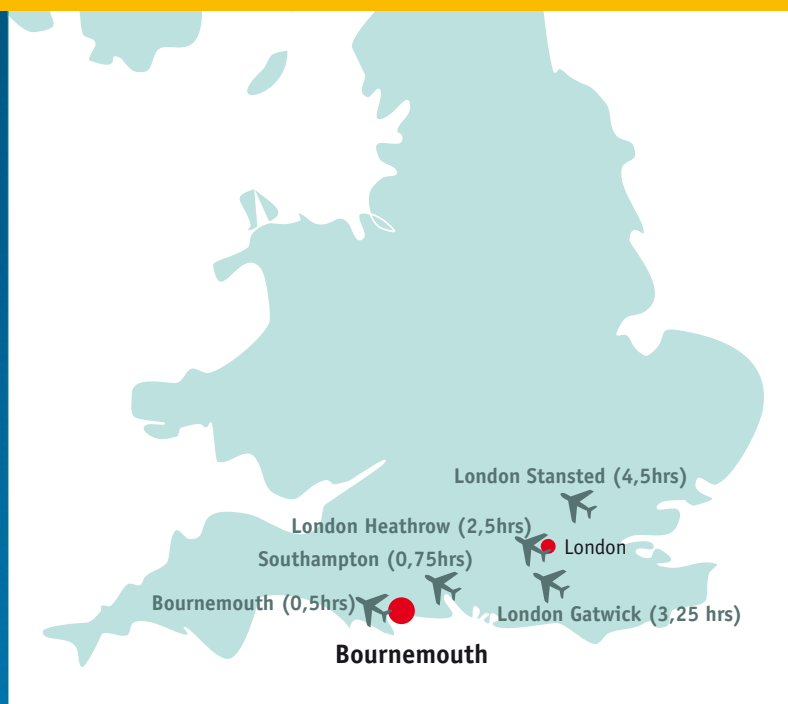 London Stansted (4,5hrs)
London Heathrow (2,5hrs)
London
Southampton (0,75hrs)
Bournemouth (0,5hrs)
London Gatwick (3,25 hrs)
Bournemouth